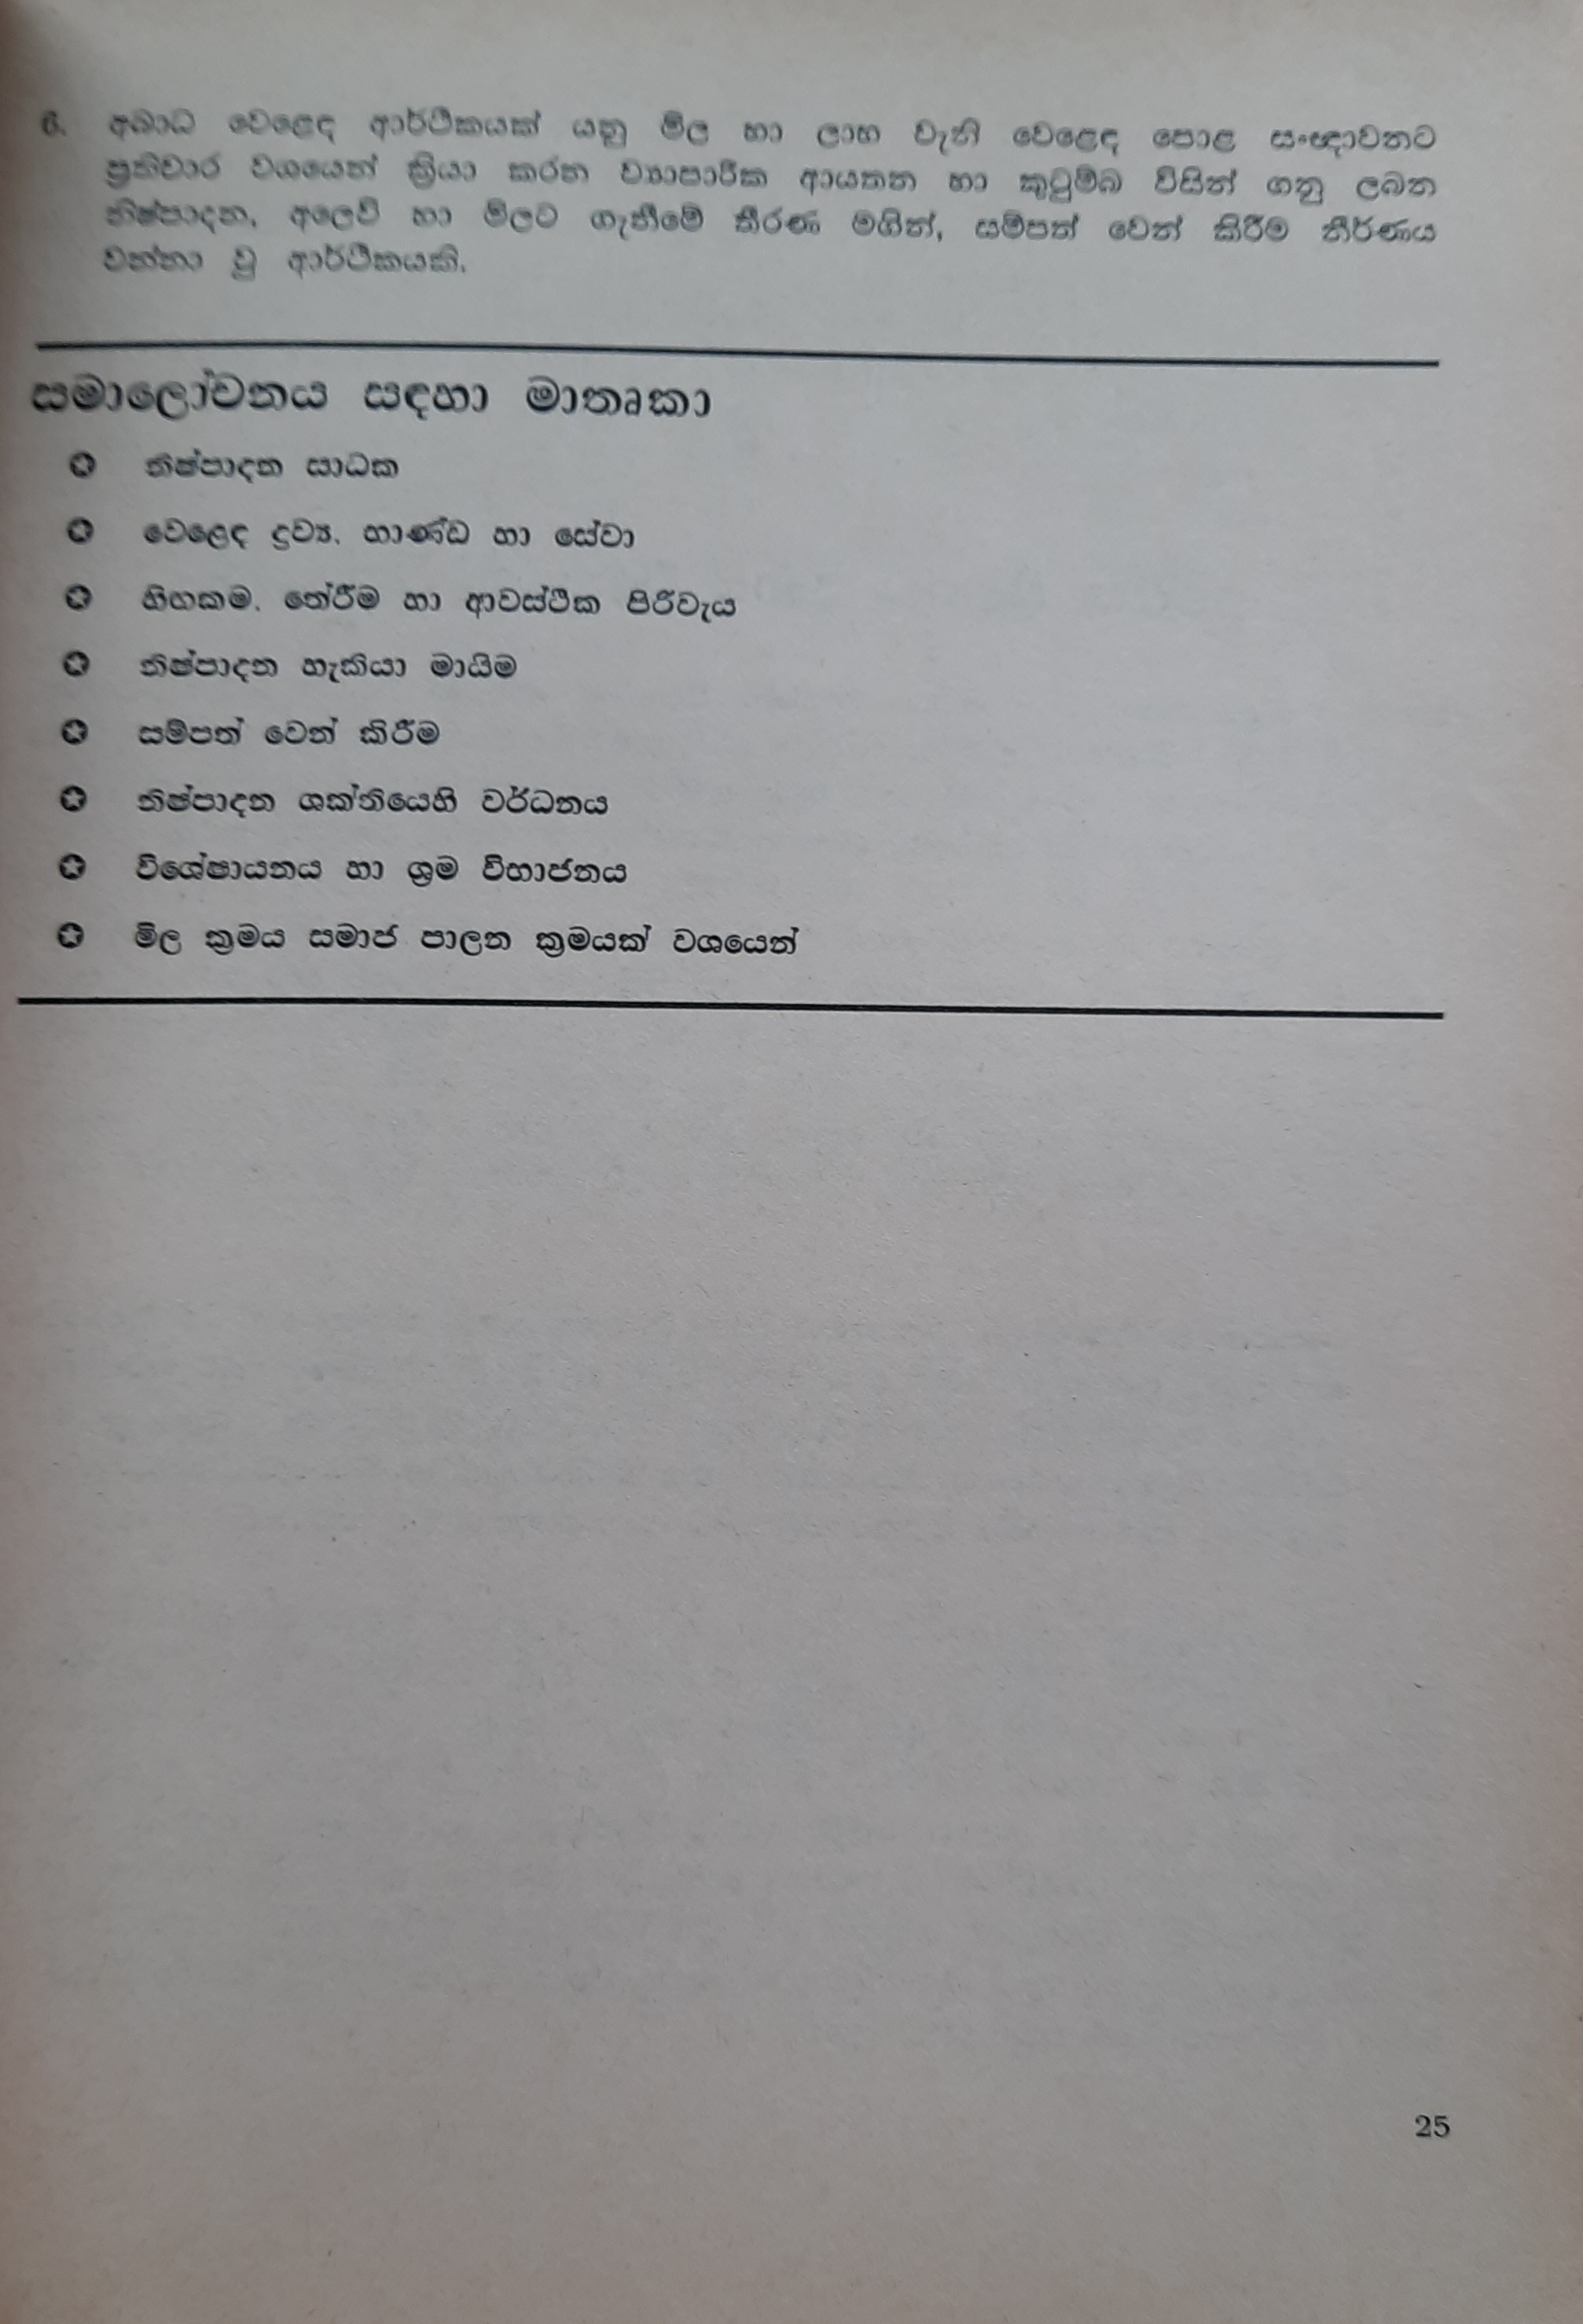 6. අබාධ වෙළෙඳ ආර්ථිකයක් යනු මිල හා ලාභ වැනි වෙළෙඳ පොළ සංඥාවනට
ප්‍රතිචාර වශයෙන් ක්‍රියා කරන ව්‍යාපාරික ආයතන හා කුටුම්බ විසින් ගනු ලබන
නිෂ්පාදන, අලෙවි හා මිලට ගැනීමේ තීරණ මගින්, සම්පත් වෙන් කිරීම තීර්ණය
වන්නා වූ ආර්ථිකයකි.
සමාලෝචනය සඳහා මාතෘකා
✪ නිෂ්පාදන සාධක
✪ වෙළෙඳ ද්‍රව්‍ය, භාණ්ඩ හා සේවා
✪ හිඟකම, තේරීම හා ආවස්ථික පිරිවැය
✪ නිෂ්පාදන හැකියා මායිම
✪ සම්පත් වෙන් කිරීම
✪ නිෂ්පාදන ශක්තියෙහි වර්ධනය
✪ විශේෂායනය හා ශ්‍රම විභාජනය
✪ මිල ක්‍රමය සමාජ පාලන ක්‍රමයක් වශයෙන්
25